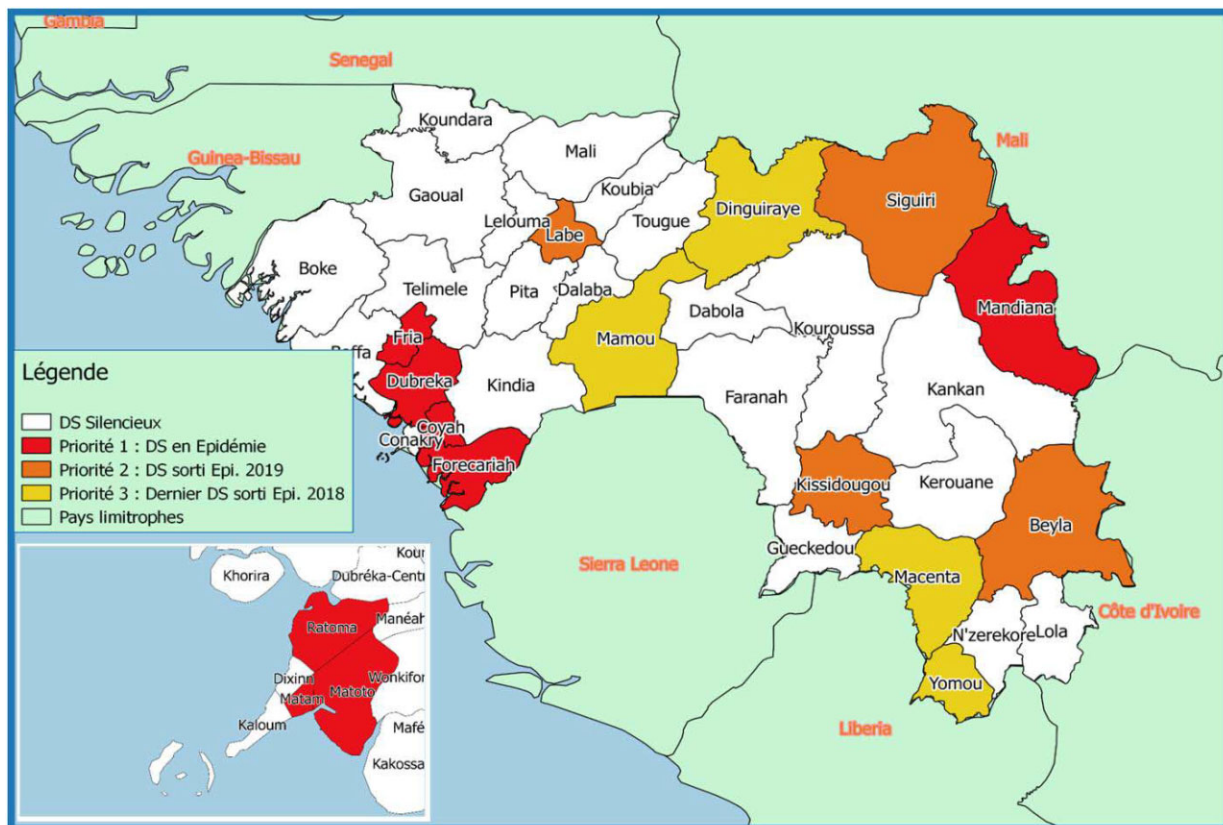 Gambia
Senegal
Koundara
Mali
Guinea-Bissau
Mali
Gaoual
Koubia
Siguiri
Lelouma
Tougue
Dinguiraye
Labe
Boke
Telimele
Pita
Dalaba
Dabola
Mandiana
Fria
Mamou
Kouroussa
Boffa
Dubreka
Kindia
Kankan
Faranah
Coyah
Conakry
Forecariah
Kissidougou
Kerouane
Beyla
Gueckedou
Sierra Leone
Macenta
Côte d'Ivoire
N'zerekore
Lola
Yomou
Liberia
Légende
DS Silencieux
Priorité 1 : DS en Epidémie
Priorité 2 : DS sorti Epi. 2019
Priorité 3 : Dernier DS sorti Epi. 2018
Pays limitrophes
Kour
Khorira
Dubréka-Centr
Manéah
Ratoma
Dixinn
Wonkifon
Matam
Matoto
Kaloum
Mafé
Kakossa